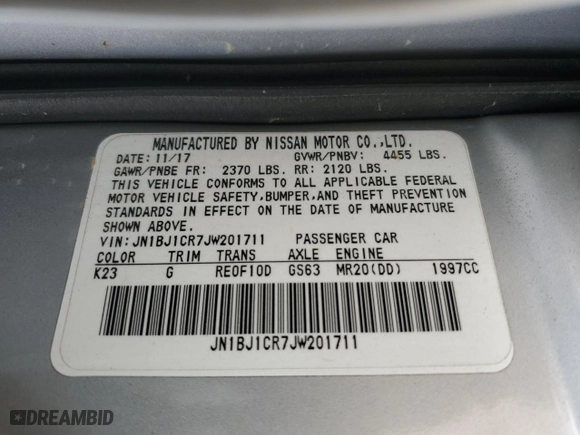 MANUFACTURED BY NISSAN MOTOR CO.,LTD.
DATE: 11/17 GVWR/PNBV: 4455 LBS.
GAWR/PNBE FR: 2370 LBS. RR: 2120 LBS.
THIS VEHICLE CONFORMS TO ALL APPLICABLE FEDERAL
MOTOR VEHICLE SAFETY,BUMPER,AND THEFT PREVENTION
STANDARDS IN EFFECT ON THE DATE OF MANUFACTURE
SHOWN ABOVE.
VIN: JN1BJ1CR7JW201711 PASSENGER CAR
COLOR TRIM TRANS AXLE ENGINE
K23 G RE0F10D GS63 MR20(DD) 1997CC
JN1BJ1CR7JW201711
DREAMBID